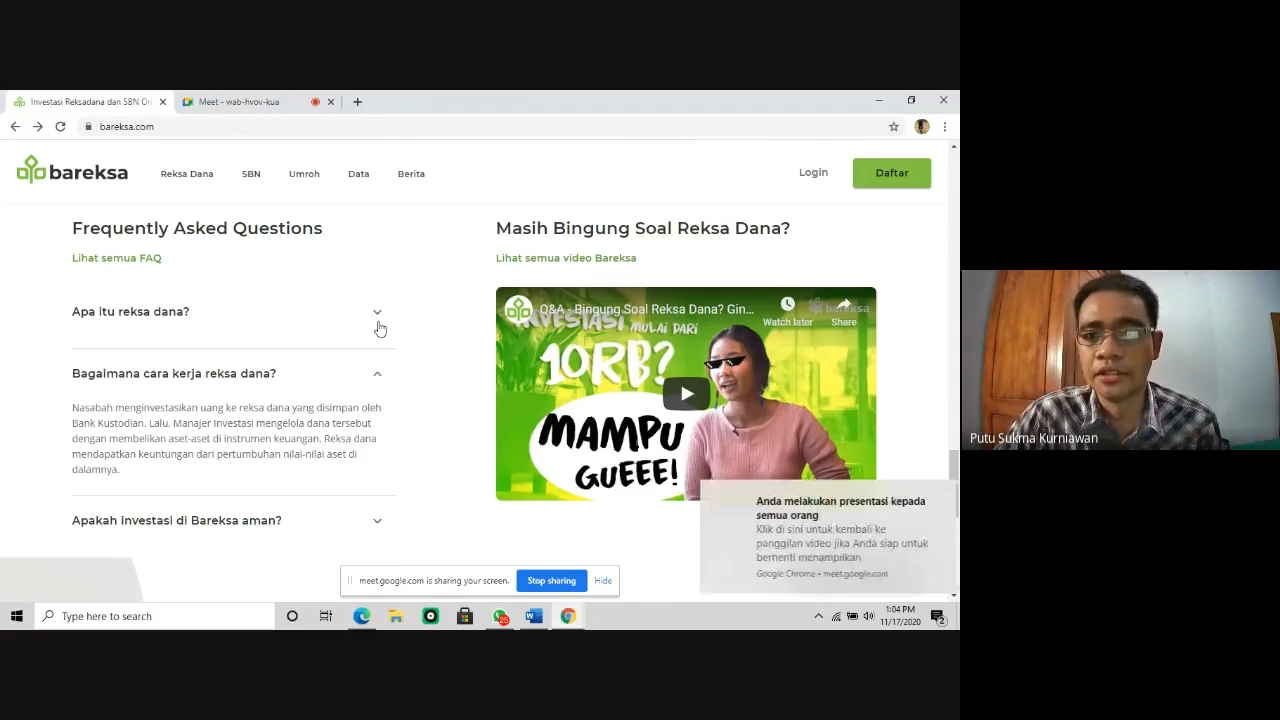 Investasi Reksadana dan SBN On
Meet - wab-hvov-kua
bareksa.com
bareksa
Reksa Dana
SBN
Umroh
Data
Berita
Login
Daftar
Frequently Asked Questions
Lihat semua FAQ
Apa itu reksa dana?
Bagaimana cara kerja reksa dana?
Nasabah menginvestasikan uang ke reksa dana yang disimpan oleh
Bank Kustodian. Lalu, Manajer Investasi mengelola dana tersebut
dengan membelikan aset-aset di instrumen keuangan. Reksa dana
mendapatkan keuntungan dari pertumbuhan nilai-nilai aset di
dalamnya.
Apakah investasi di Bareksa aman?
Masih Bingung Soal Reksa Dana?
Lihat semua video Bareksa
Q&A - Bingung Soal Reksa Dana? Gin...
Watch later
Share
bareksa
INVESTASI MULAI DARI
10RB?
MAMPU
GUEEE!
Anda melakukan presentasi kepada
semua orang
Klik di sini untuk kembali ke
panggilan video jika Anda siap untuk
berhenti menampilkan
Google Chrome • meet.google.com
meet.google.com is sharing your screen.
Stop sharing
Hide
Type here to search
25
1:04 PM
11/17/2020
2
Putu Sukma Kurniawan